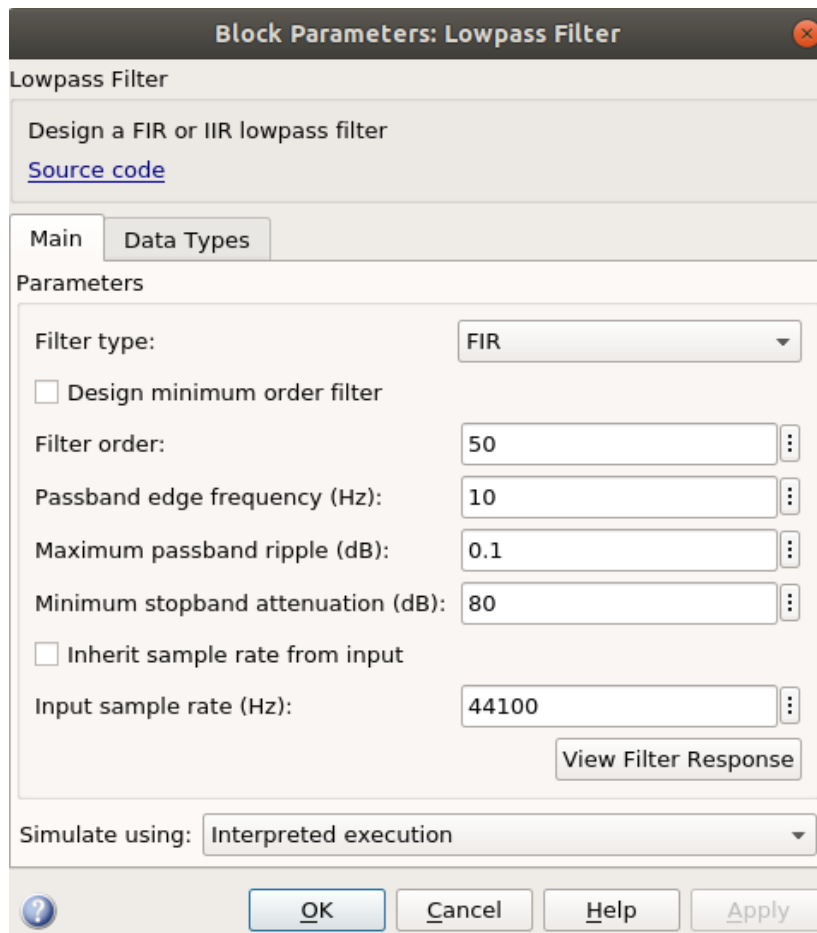 Block Parameters: Lowpass Filter
Lowpass Filter
Design a FIR or IIR lowpass filter
Source code
Main Data Types
Parameters
Filter type: FIR
Design minimum order filter
Filter order: 50
Passband edge frequency (Hz): 10
Maximum passband ripple (dB): 0.1
Minimum stopband attenuation (dB): 80
Inherit sample rate from input
Input sample rate (Hz): 44100
View Filter Response
Simulate using: Interpreted execution
? OK Cancel Help Apply